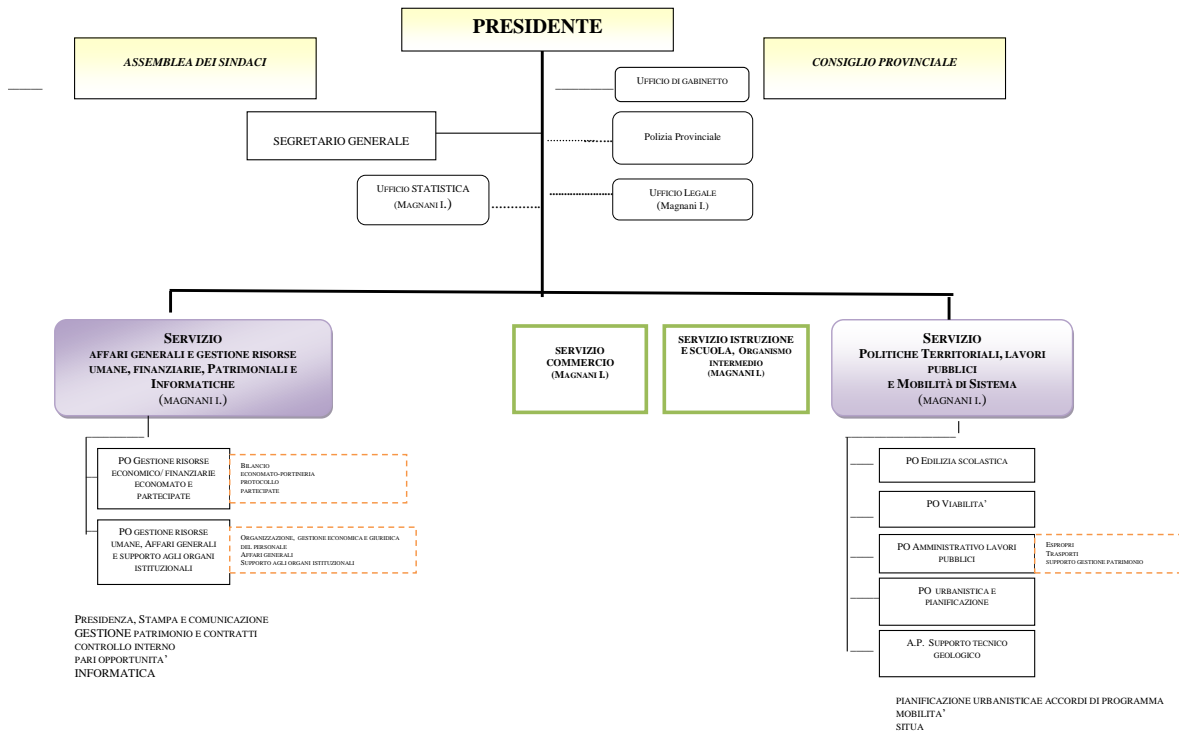 PRESIDENTE
ASSEMBLEA DEI SINDACI
CONSIGLIO PROVINCIALE
UFFICIO DI GABINETTO
SEGRETARIO GENERALE
Polizia Provinciale
UFFICIO STATISTICA
(MAGNANI I.)
UFFICIO LEGALE
(Magnani I.)
SERVIZIO
AFFARI GENERALI E GESTIONE RISORSE
UMANE, FINANZIARIE, PATRIMONIALI E
INFORMATICHE
(MAGNANI I.)
SERVIZIO
COMMERCIO
(MAGNANI I.)
SERVIZIO ISTRUZIONE
E SCUOLA, ORGANISMO
INTERMEDIO
(MAGNANI I.)
SERVIZIO
POLITICHE TERRITORIALI, LAVORI
PUBBLICI
E MOBILITÀ DI SISTEMA
(MAGNANI I.)
PO GESTIONE RISORSE
ECONOMICO/ FINANZIARIE
ECONOMATO E
PARTECIPATE
BILANCIO
ECONOMATO-PORTINERIA
PROTOCOLLO
PARTECIPATE
PO GESTIONE RISORSE
UMANE, AFFARI GENERALI
E SUPPORTO AGLI ORGANI
ISTITUZIONALI
ORGANIZZAZIONE, GESTIONE ECONOMICA E GIURIDICA
DEL PERSONALE
AFFARI GENERALI
SUPPORTO AGLI ORGANI ISTITUZIONALI
PRESIDENZA, STAMPA E COMUNICAZIONE
GESTIONE PATRIMONIO E CONTRATTI
CONTROLLO INTERNO
PARI OPPORTUNITA'
INFORMATICA
PO EDILIZIA SCOLASTICA
PO VIABILITA'
PO AMMINISTRATIVO LAVORI
PUBBLICI
ESPROPRI
TRASPORTI
SUPPORTO GESTIONE PATRIMONIO
PO URBANISTICA E
PIANIFICAZIONE
A.P. SUPPORTO TECNICO
GEOLOGICO
PIANIFICAZIONE URBANISTICAE ACCORDI DI PROGRAMMA
MOBILITA'
SITUA